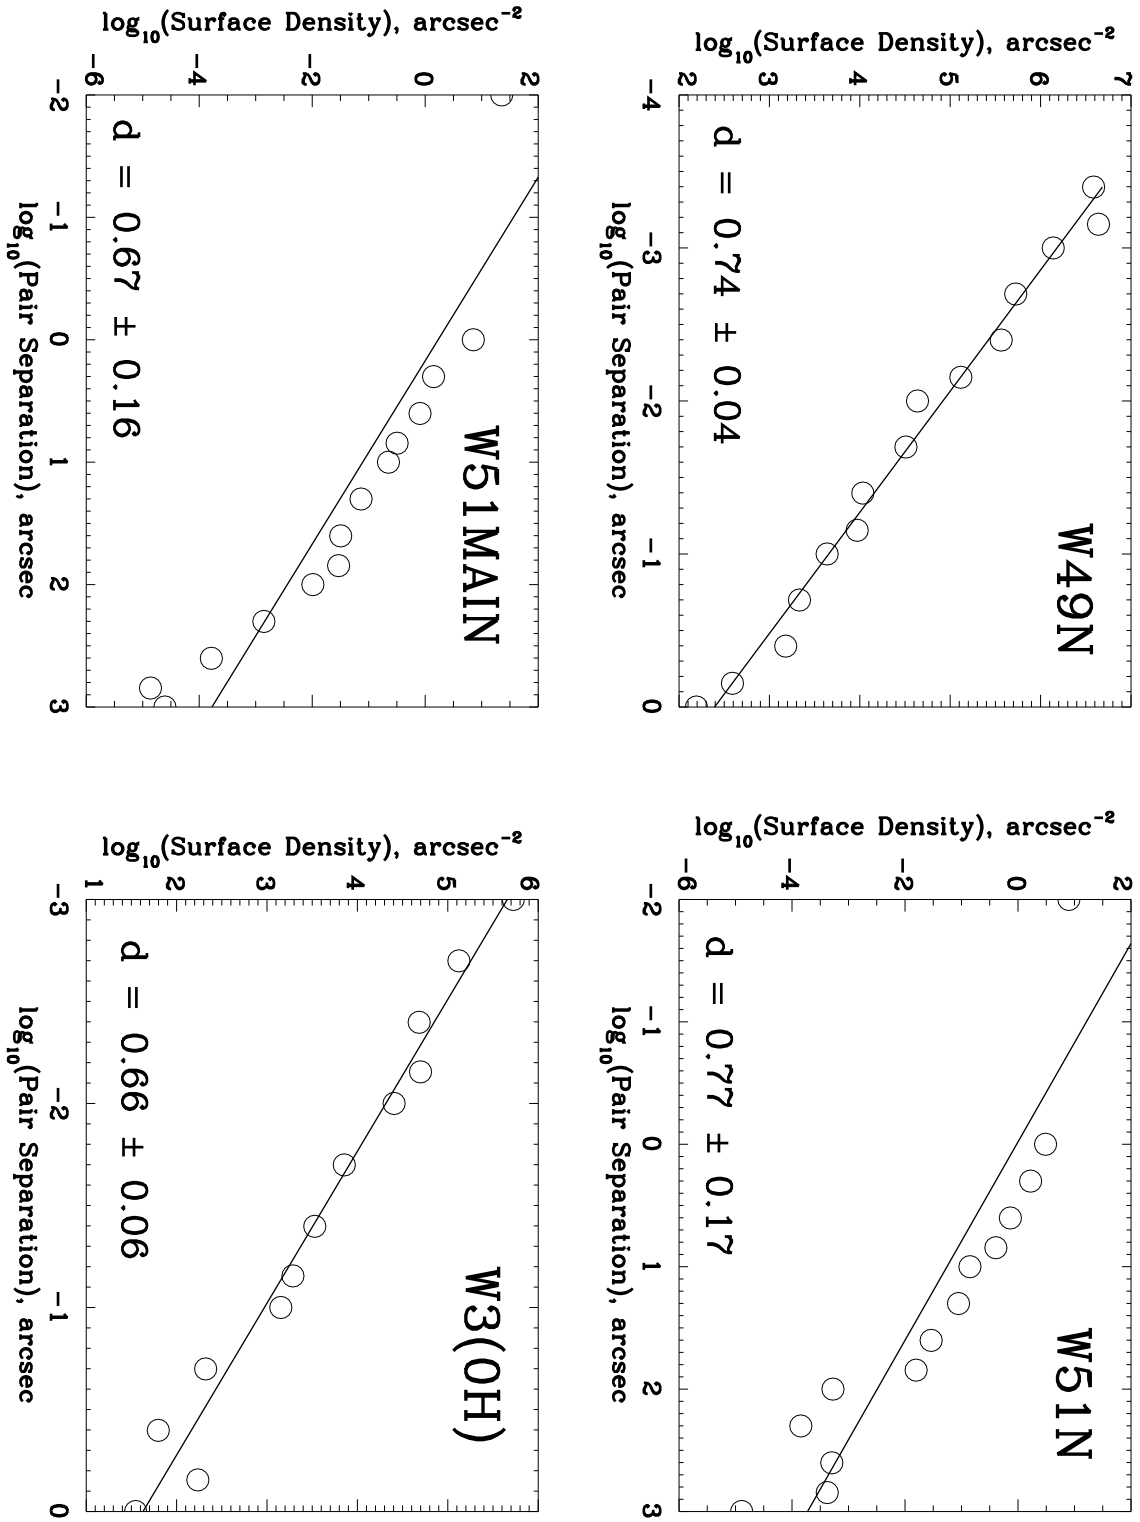 W49N
d = 0.74 ± 0.04
2 3 4 5 6 7
log10(Surface Density), arcsec-2
-4 -3 -2 -1 0
log10(Pair Separation), arcsec
W51N
d = 0.77 ± 0.17
-6 -4 -2 0 2
log10(Surface Density), arcsec-2
-2 -1 0 1 2 3
log10(Pair Separation), arcsec
W51MAIN
d = 0.67 ± 0.16
-6 -4 -2 0 2
log10(Surface Density), arcsec-2
-2 -1 0 1 2 3
log10(Pair Separation), arcsec
W3(OH)
d = 0.66 ± 0.06
1 2 3 4 5 6
log10(Surface Density), arcsec-2
-3 -2 -1 0
log10(Pair Separation), arcsec